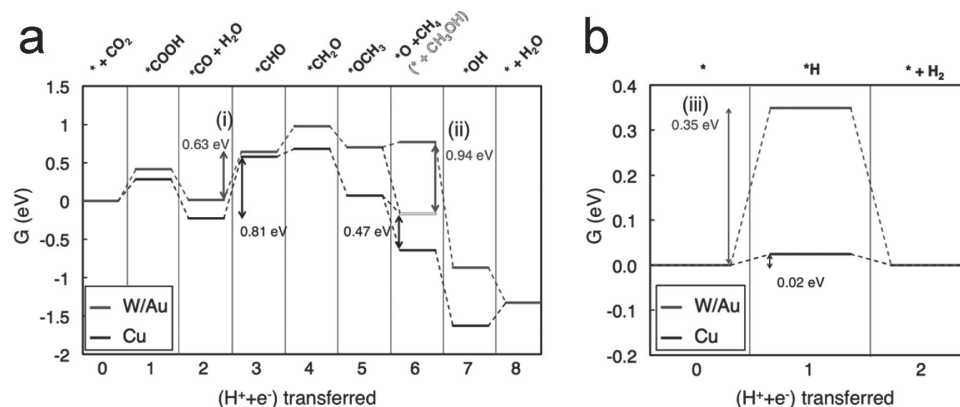 a
* + CO₂
*COOH
*CO + H₂O
*CHO
*CH₂O
*OCH₃
*O +CH₄
(* + CH₃OH)
*OH
* + H₂O
1.5
1
0.5
0
-0.5
-1
-1.5
-2
G (eV)
(i)
0.63 eV
0.81 eV
(ii)
0.94 eV
0.47 eV
W/Au
Cu
0 1 2 3 4 5 6 7 8
(H⁺+e⁻) transferred
b
* *H * + H₂
0.4
0.3
0.2
0.1
0.0
-0.1
-0.2
G (eV)
(iii)
0.35 eV
0.02 eV
W/Au
Cu
0 1 2
(H⁺+e⁻) transferred